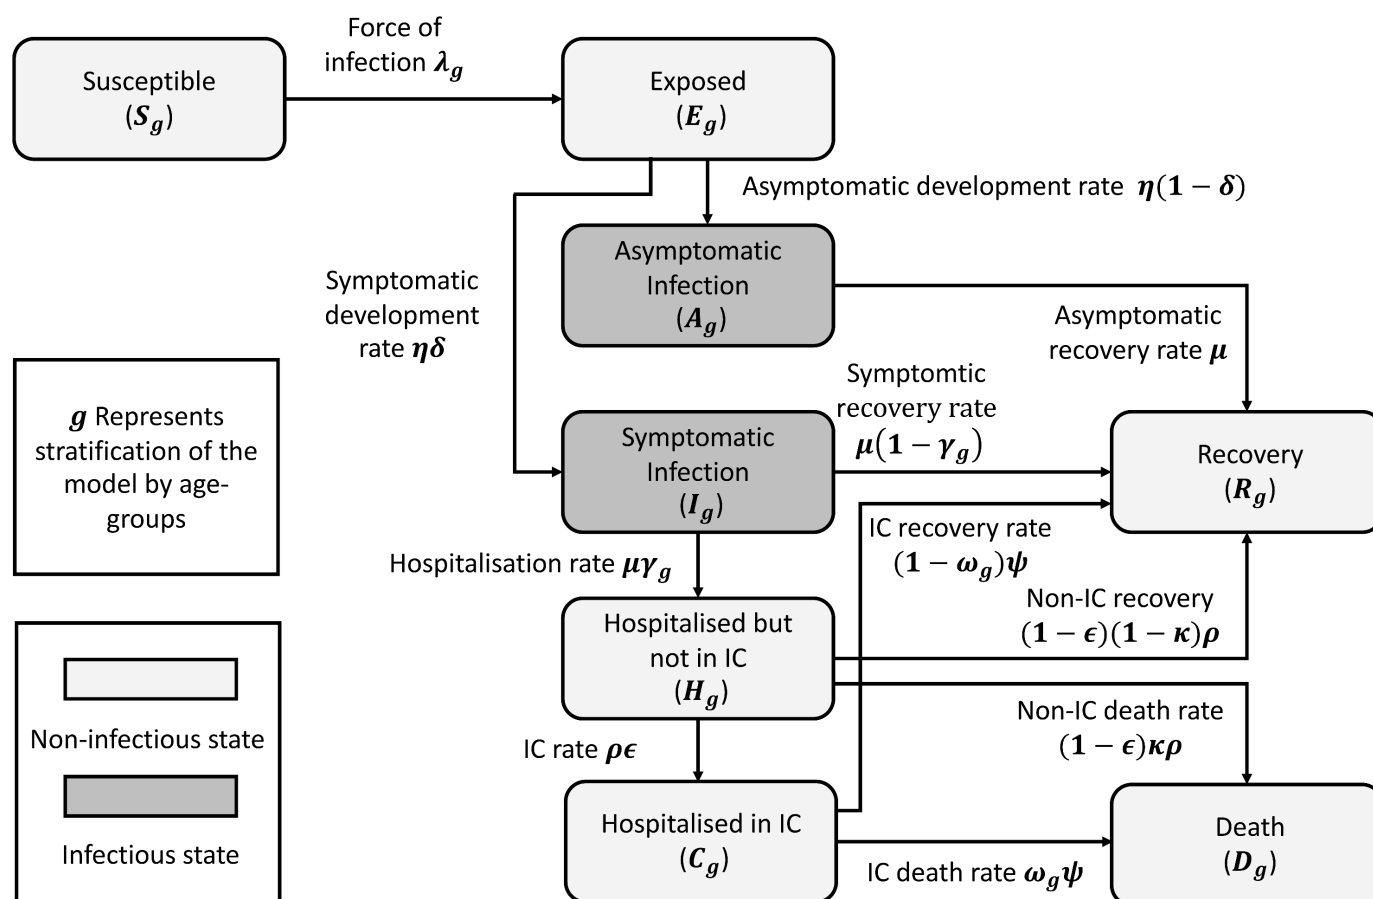 Susceptible
(S_g)
Force of
infection λ_g
Exposed
(E_g)
Asymptomatic development rate η(1 − δ)
Asymptomatic
Infection
(A_g)
Symptomatic
development
rate ηδ
Asymptomatic
recovery rate μ
g Represents
stratification of the
model by age-
groups
Symptomtic
recovery rate
μ(1 − γ_g)
Symptomatic
Infection
(I_g)
Recovery
(R_g)
IC recovery rate
(1 − ω_g)ψ
Hospitalisation rate μγ_g
Non-IC recovery
(1 − ϵ)(1 − κ)ρ
Hospitalised but
not in IC
(H_g)
Non-IC death rate
(1 − ϵ)κρ
IC rate ρϵ
Non-infectious state
Infectious state
Hospitalised in IC
(C_g)
IC death rate ω_gψ
Death
(D_g)